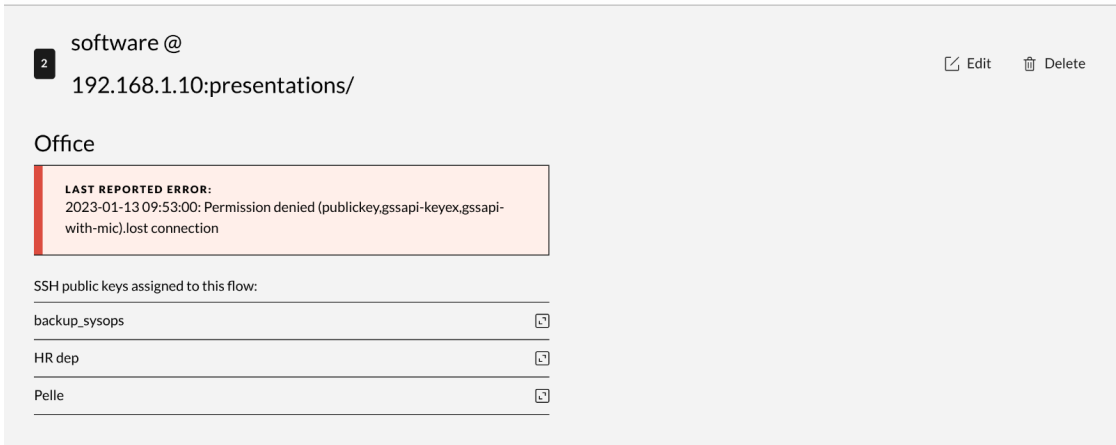 software @
2
192.168.1.10:presentations/
Edit
Delete
Office
LAST REPORTED ERROR:
2023-01-13 09:53:00: Permission denied (publickey,gssapi-keyex,gssapi-
with-mic).lost connection
SSH public keys assigned to this flow:
backup_sysops
HR dep
Pelle